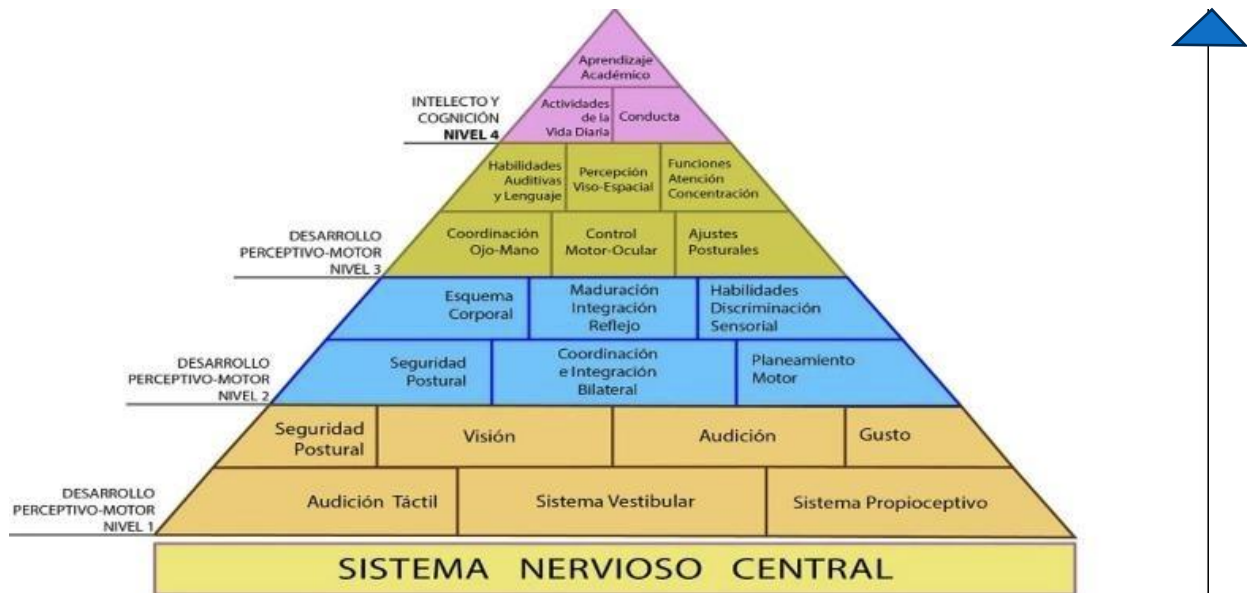 Aprendizaje
Académico
INTELECTO Y
COGNICIÓN
NIVEL 4
Actividades
de la
Vida Diaria
Conducta
Habilidades
Auditivas
y Lenguaje
Percepción
Viso-Espacial
Funciones
Atención
Concentración
DESARROLLO
PERCEPTIVO-MOTOR
NIVEL 3
Coordinación
Ojo-Mano
Control
Motor-Ocular
Ajustes
Posturales
Esquema
Corporal
Maduración
Integración
Reflejo
Habilidades
Discriminación
Sensorial
DESARROLLO
PERCEPTIVO-MOTOR
NIVEL 2
Seguridad
Postural
Coordinación
e Integración
Bilateral
Planeamiento
Motor
Seguridad
Postural
Visión
Audición
Gusto
DESARROLLO
PERCEPTIVO-MOTOR
NIVEL 1
Audición Táctil
Sistema Vestibular
Sistema Propioceptivo
SISTEMA NERVIOSO CENTRAL